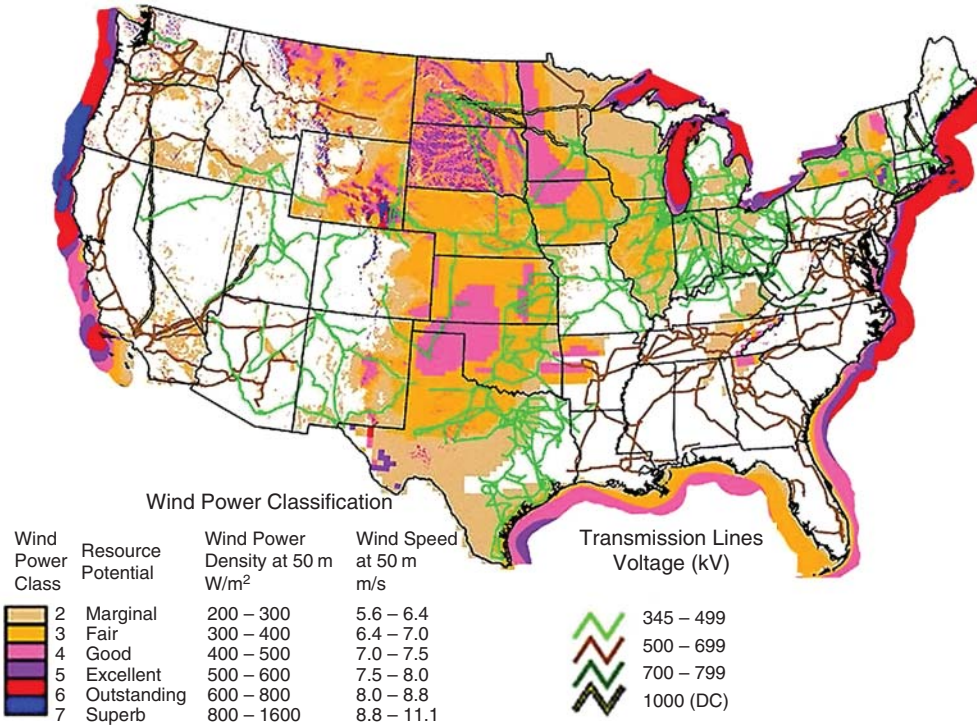 Wind Power Classification
Wind Power Class Resource Potential Wind Power Density at 50 m W/m² Wind Speed at 50 m m/s
2 Marginal 200 – 300 5.6 – 6.4
3 Fair 300 – 400 6.4 – 7.0
4 Good 400 – 500 7.0 – 7.5
5 Excellent 500 – 600 7.5 – 8.0
6 Outstanding 600 – 800 8.0 – 8.8
7 Superb 800 – 1600 8.8 – 11.1
Transmission Lines
Voltage (kV)
345 – 499
500 – 699
700 – 799
1000 (DC)